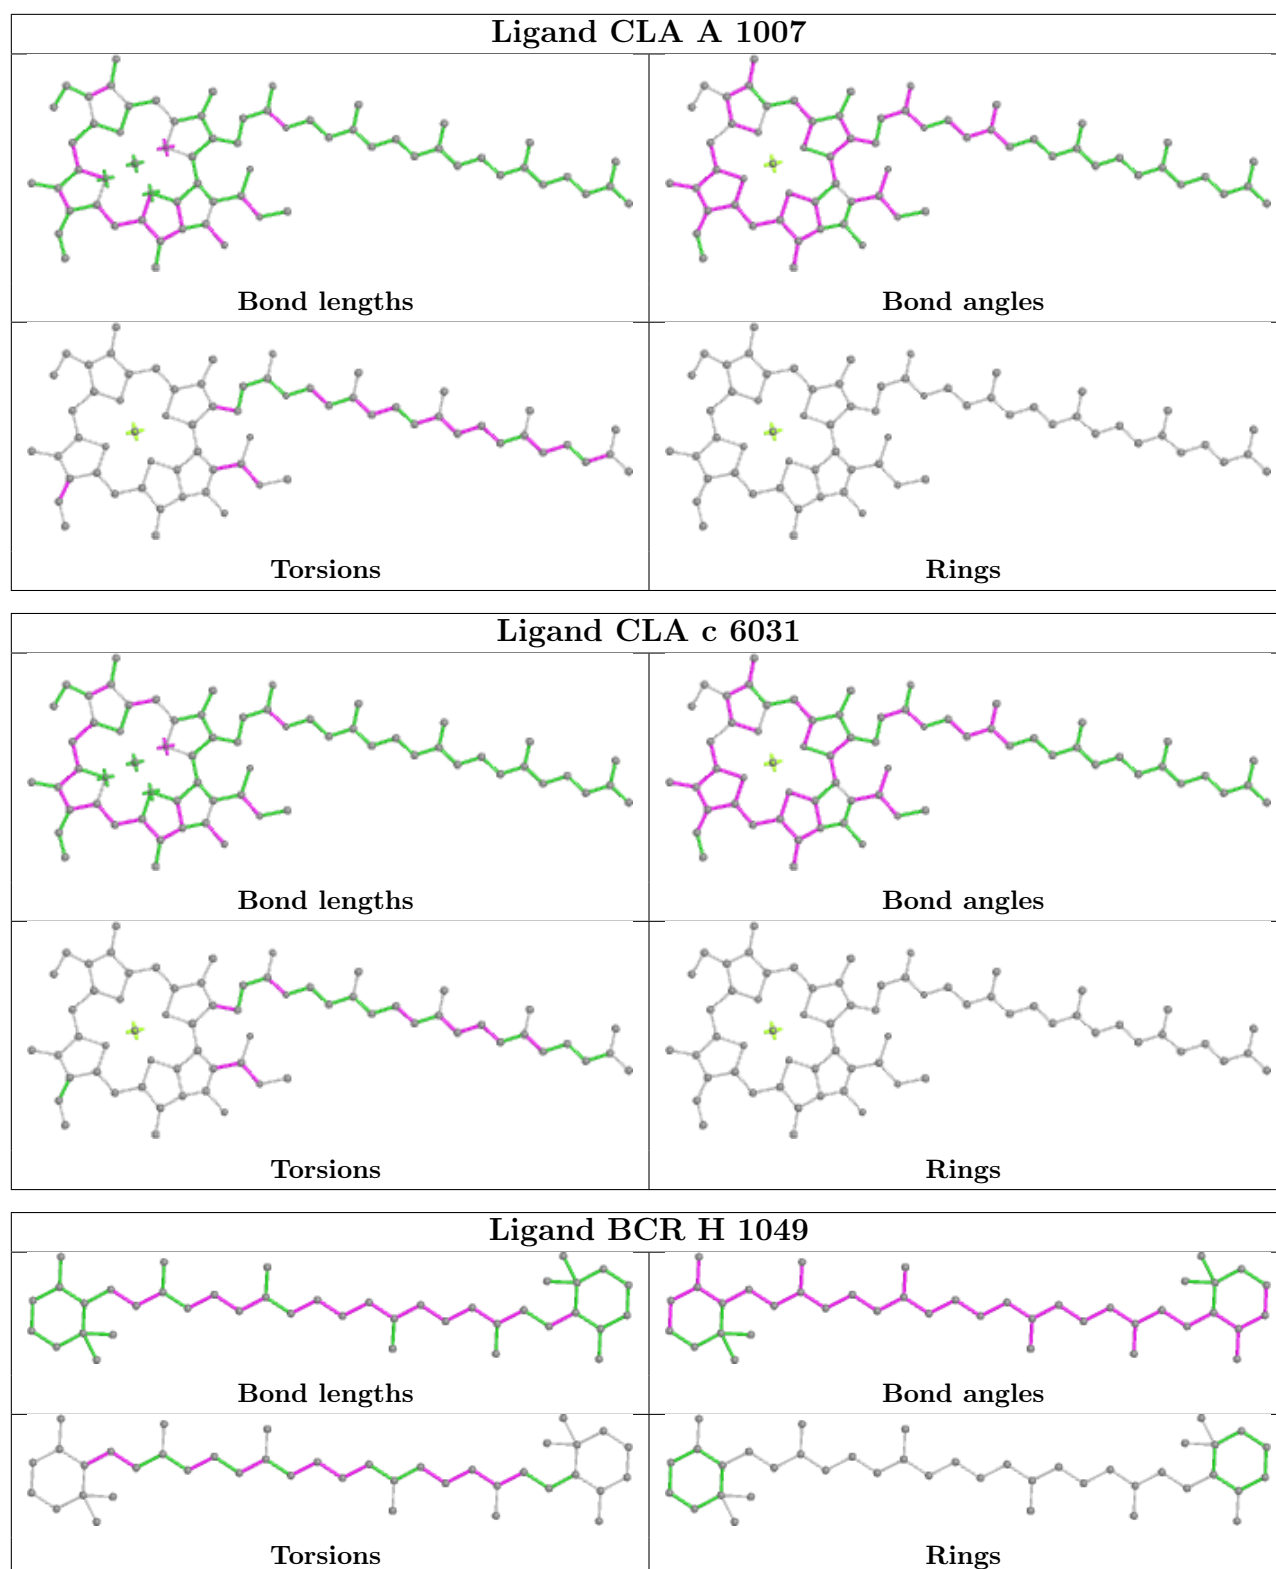 Ligand CLA A 1007
Bond lengths
Bond angles
Torsions
Rings
Ligand CLA c 6031
Bond lengths
Bond angles
Torsions
Rings
Ligand BCR H 1049
Bond lengths
Bond angles
Torsions
Rings